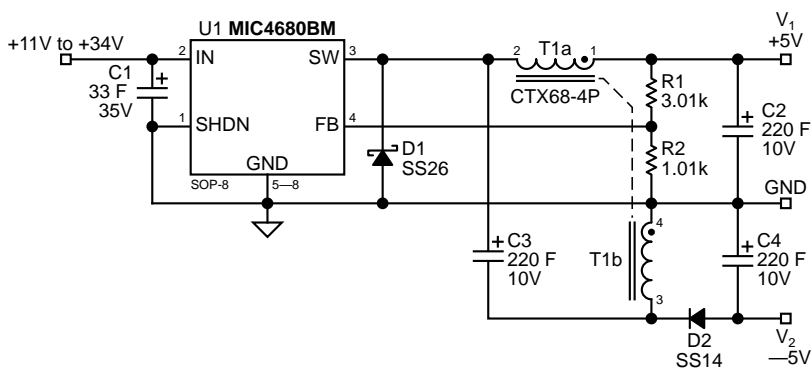 U1 MIC4680BM
+11V to +34V
2
IN
SW
3
C1
+
33 F
35V
1
SHDN
FB
4
GND
SOP-8
5—8
D1
SS26
2
T1a
1
CTX68-4P
R1
3.01k
R2
1.01k
V1
+5V
+
C2
220 F
10V
GND
+
C3
220 F
10V
4
T1b
3
+
C4
220 F
10V
D2
SS14
V2
—5V